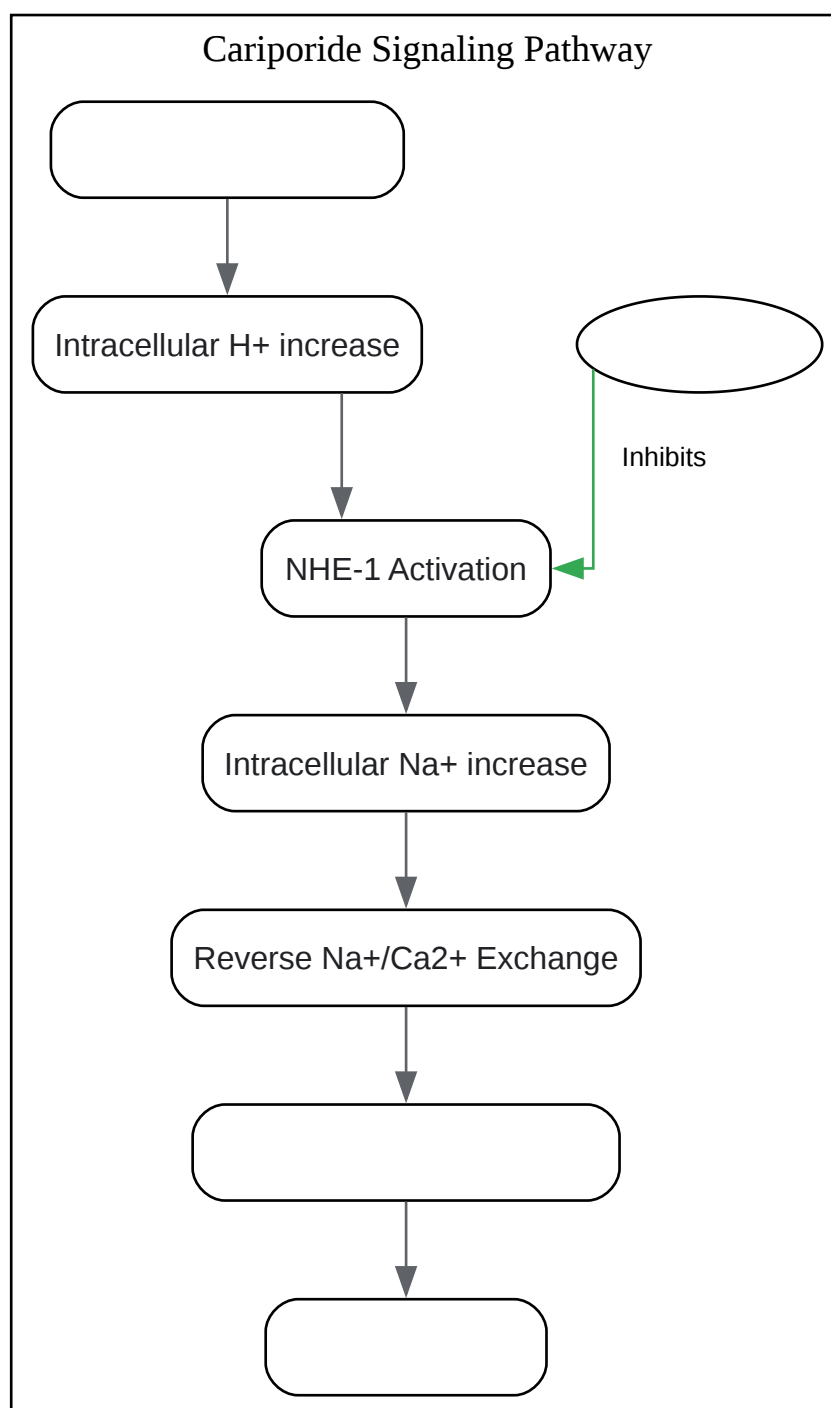 Cariporide Signaling Pathway
Intracellular H+ increase
Inhibits
NHE-1 Activation
Intracellular Na+ increase
Reverse Na+/Ca2+ Exchange